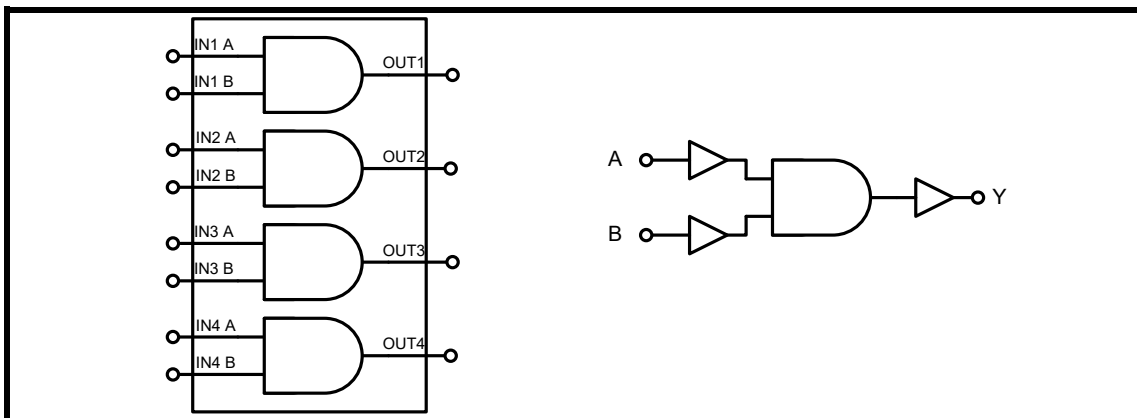 IN1 A
OUT1
IN1 B
IN2 A
OUT2
IN2 B
IN3 A
OUT3
IN3 B
IN4 A
OUT4
IN4 B
A
B
Y